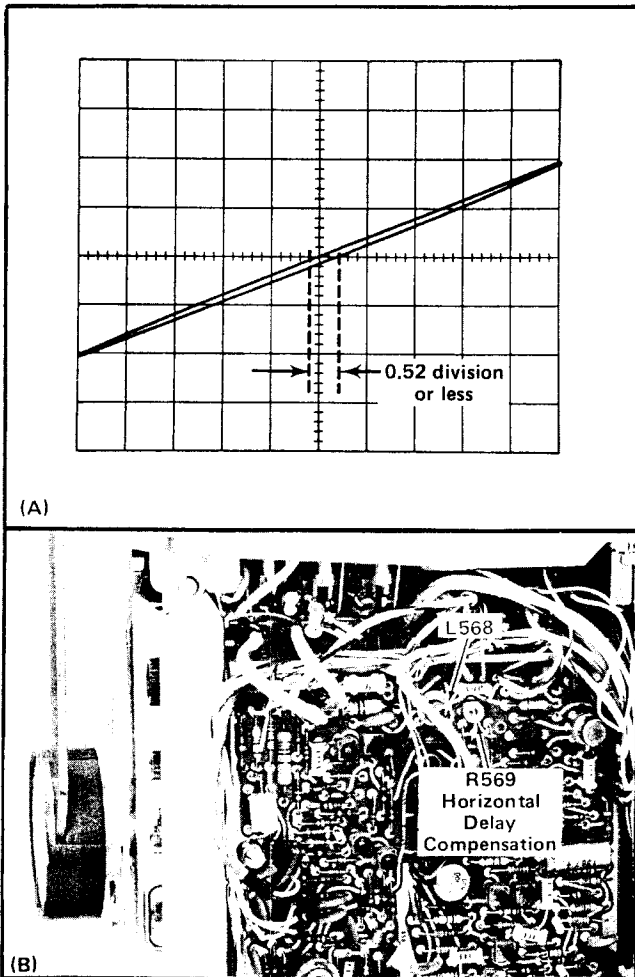 0.52 division
or less
(A)
L568
R569
Horizontal
Delay
Compensation
(B)